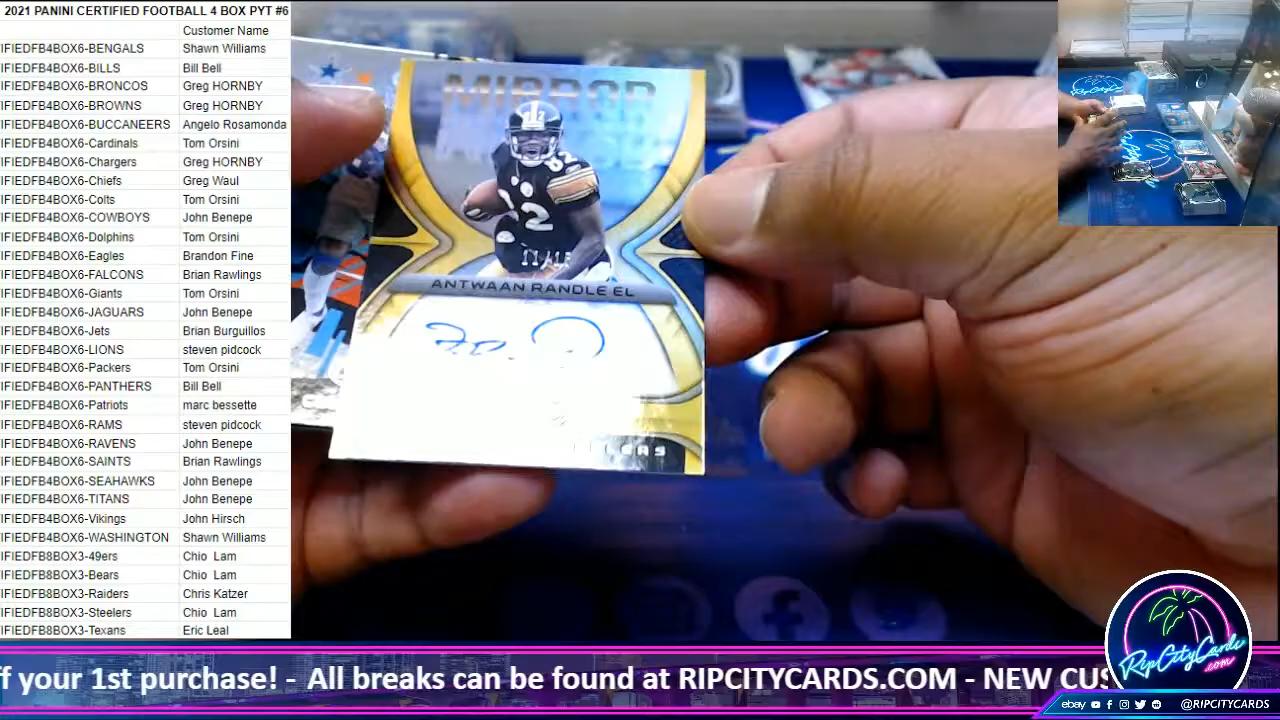 2021 PANINI CERTIFIED FOOTBALL 4 BOX PYT #6
Customer Name
IFIEDFB4BOX6-BENGALS Shawn Williams
IFIEDFB4BOX6-BILLS Bill Bell
IFIEDFB4BOX6-BRONCOS Greg HORNBY
IFIEDFB4BOX6-BROWNS Greg HORNBY
IFIEDFB4BOX6-BUCCANEERS Angelo Rosamonda
IFIEDFB4BOX6-Cardinals Tom Orsini
IFIEDFB4BOX6-Chargers Greg HORNBY
IFIEDFB4BOX6-Chiefs Greg Waul
IFIEDFB4BOX6-Colts Tom Orsini
IFIEDFB4BOX6-COWBOYS John Benepe
IFIEDFB4BOX6-Dolphins Tom Orsini
IFIEDFB4BOX6-Eagles Brandon Fine
IFIEDFB4BOX6-FALCONS Brian Rawlings
IFIEDFB4BOX6-Giants Tom Orsini
IFIEDFB4BOX6-JAGUARS John Benepe
IFIEDFB4BOX6-Jets Brian Burguillos
IFIEDFB4BOX6-LIONS steven pidcock
IFIEDFB4BOX6-Packers Tom Orsini
IFIEDFB4BOX6-PANTHERS Bill Bell
IFIEDFB4BOX6-Patriots marc bessette
IFIEDFB4BOX6-RAMS steven pidcock
IFIEDFB4BOX6-RAVENS John Benepe
IFIEDFB4BOX6-SAINTS Brian Rawlings
IFIEDFB4BOX6-SEAHAWKS John Benepe
IFIEDFB4BOX6-TITANS John Benepe
IFIEDFB4BOX6-Vikings John Hirsch
IFIEDFB4BOX6-WASHINGTON Shawn Williams
IFIEDFB8BOX3-49ers Chio Lam
IFIEDFB8BOX3-Bears Chio Lam
IFIEDFB8BOX3-Raiders Chris Katzer
IFIEDFB8BOX3-Steelers Chio Lam
IFIEDFB8BOX3-Texans Eric Leal
MIRROR
82
ANTWAAN RANDLE EL
ELERS
f your 1st purchase! - All breaks can be found at RIPCITYCARDS.COM - NEW CUS
RipCityCards
.com
ebay @RIPCITYCARDS